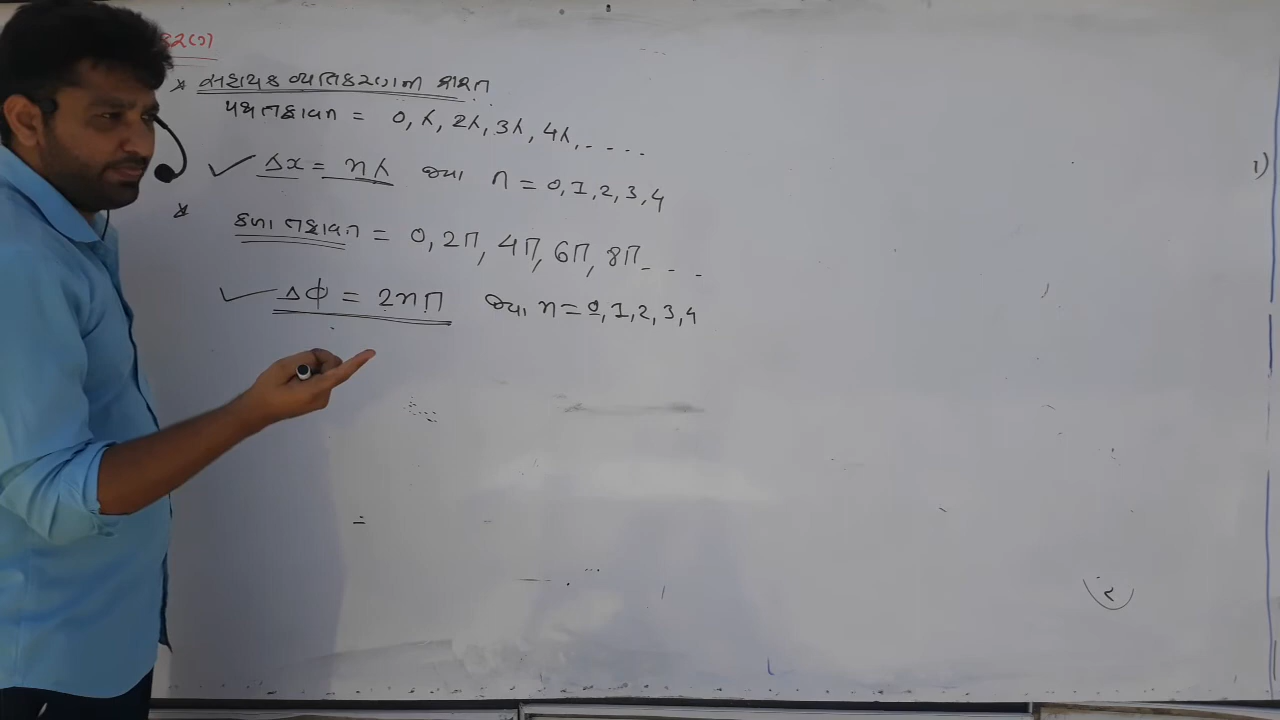 * સહાયક વ્યતિકરણની શરત
પથતફાવત = 0, λ, 2λ, 3λ, 4λ, - - - -
✓ Δx = nλ જ્યાં n = 0, 1, 2, 3, 4
* કળા તફાવત = 0, 2π, 4π, 6π, 8π - - -
✓ Δϕ = 2nπ જ્યાં n = 0, 1, 2, 3, 4
1)